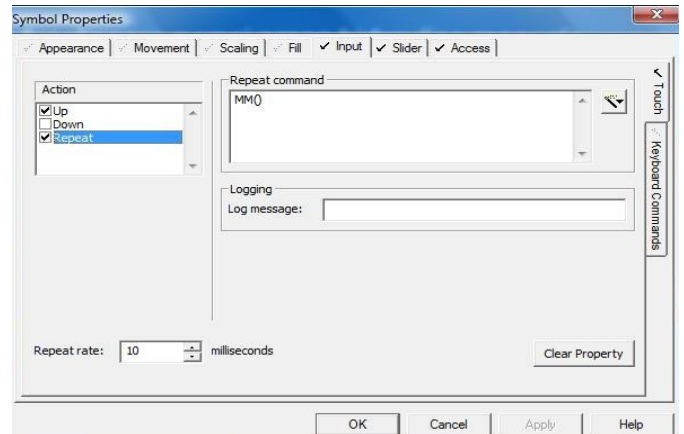 Symbol Properties
Appearance Movement Scaling Fill Input Slider Access
Action
Up
Down
Repeat
Repeat command
MM()
Logging
Log message:
Repeat rate: 10 milliseconds
Clear Property
Touch
Keyboard Commands
OK Cancel Apply Help